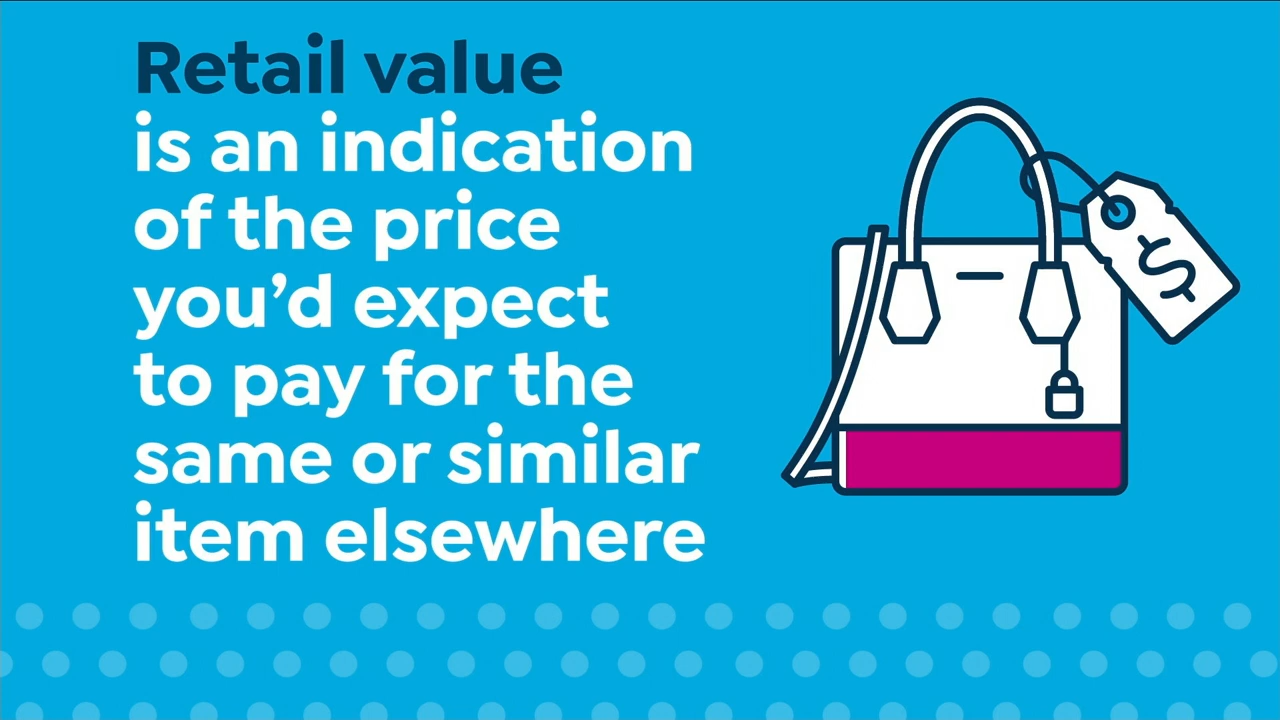 Retail value
is an indication
of the price
you’d expect
to pay for the
same or similar
item elsewhere
$